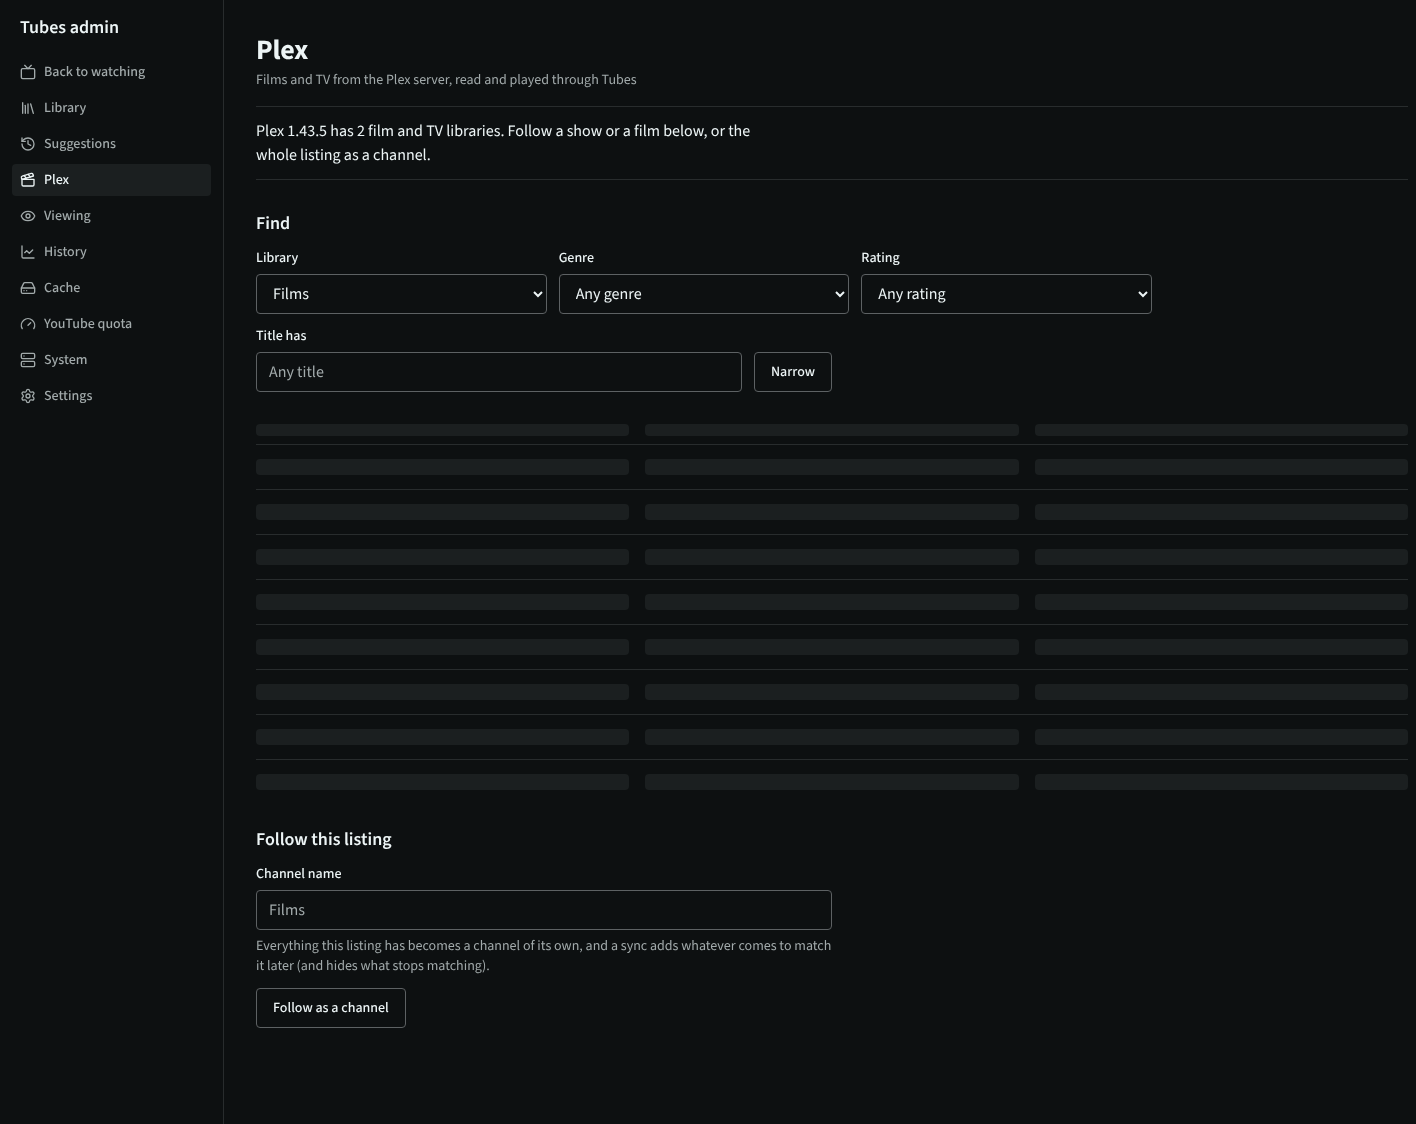 Tubes admin
Back to watching
Library
Suggestions
Plex
Viewing
History
Cache
YouTube quota
System
Settings
Plex
Films and TV from the Plex server, read and played through Tubes
Plex 1.43.5 has 2 film and TV libraries. Follow a show or a film below, or the
whole listing as a channel.
Find
Library
Genre
Rating
Films
Any genre
Any rating
Title has
Any title
Narrow
Follow this listing
Channel name
Films
Everything this listing has becomes a channel of its own, and a sync adds whatever comes to match
it later (and hides what stops matching).
Follow as a channel